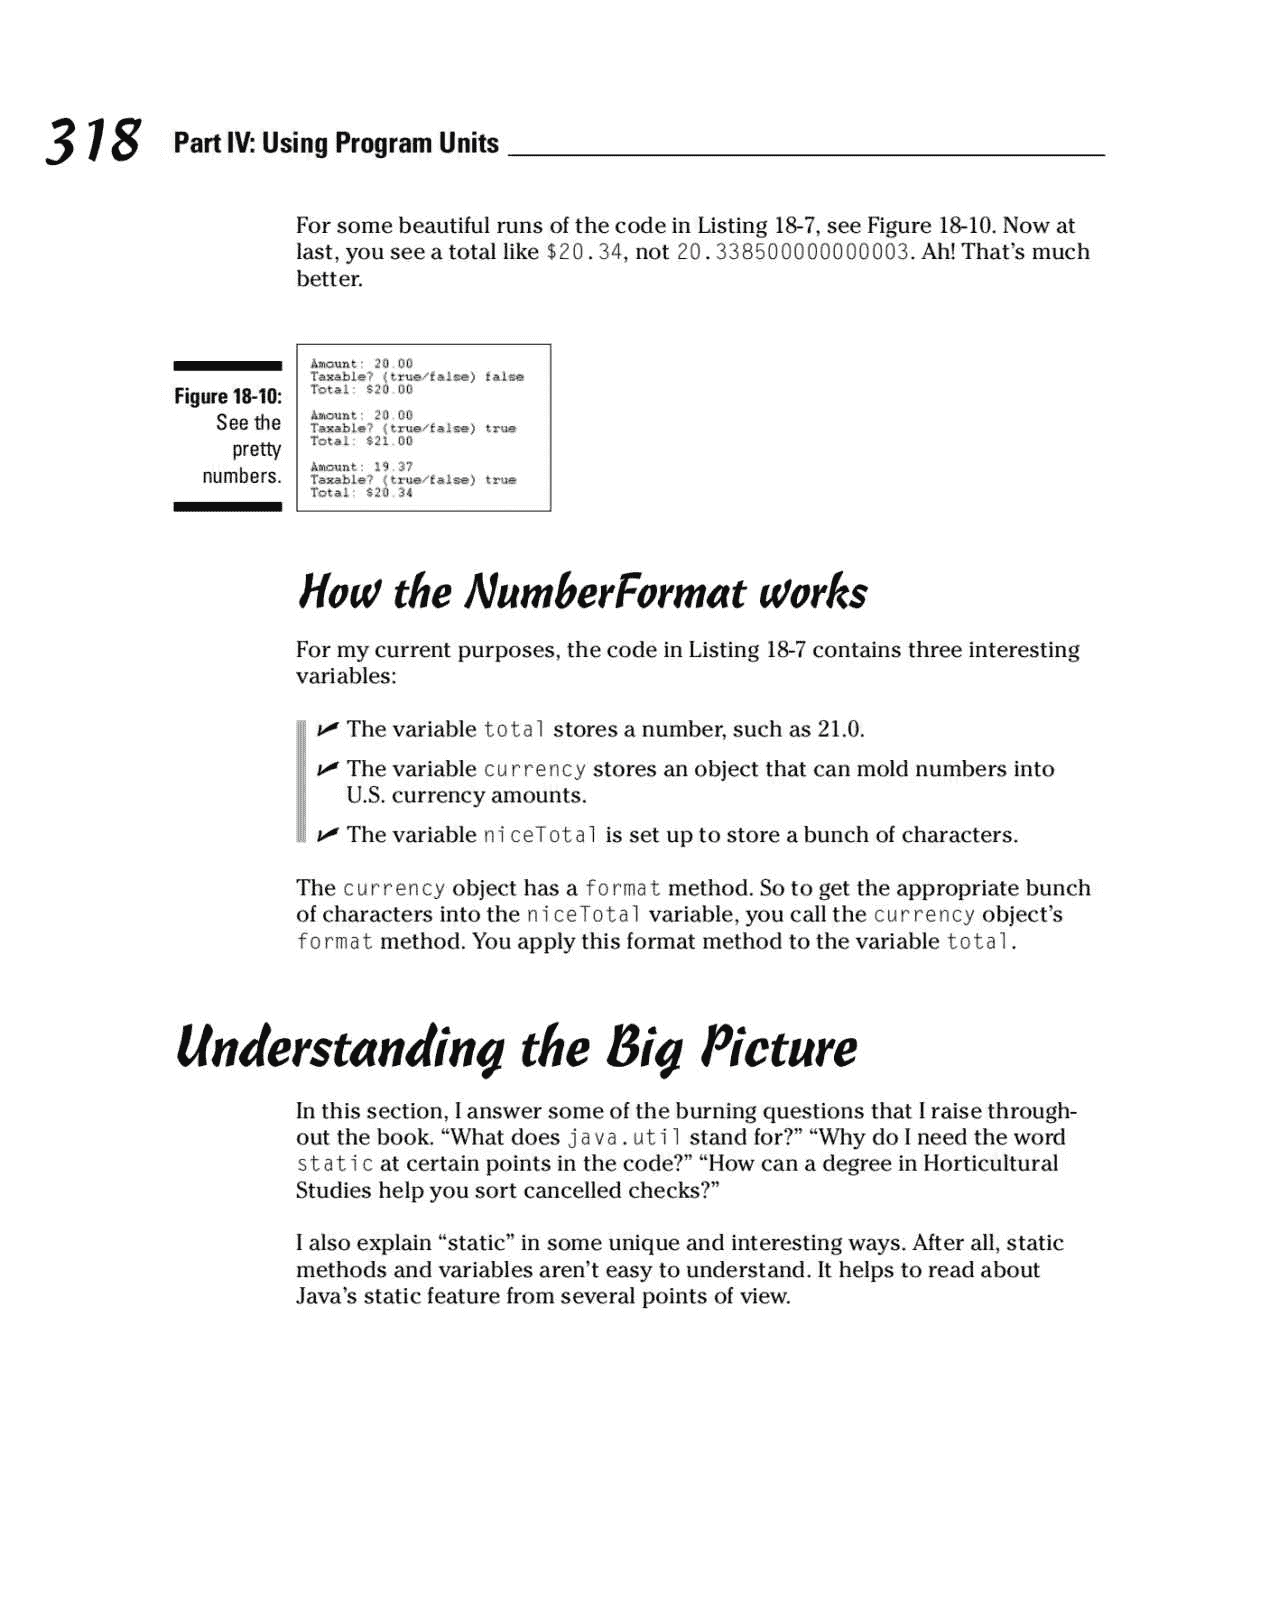 318 Part IV: Using Program Units
For some beautiful runs of the code in Listing 18-7, see Figure 18-10. Now at
last, you see a total like $20.34, not 20.338500000000003. Ah! That’s much
better.
Figure 18-10:
See the
pretty
numbers.
Amount: 20.00
Taxable? (true/false) false
Total: $20.00
Amount: 20.00
Taxable? (true/false) true
Total: $21.00
Amount: 19.37
Taxable? (true/false) true
Total: $20.34
How the NumberFormat works
For my current purposes, the code in Listing 18-7 contains three interesting
variables:
✓ The variable total stores a number, such as 21.0.
✓ The variable currency stores an object that can mold numbers into
U.S. currency amounts.
✓ The variable niceTotal is set up to store a bunch of characters.
The currency object has a format method. So to get the appropriate bunch
of characters into the niceTotal variable, you call the currency object’s
format method. You apply this format method to the variable total.
Understanding the Big Picture
In this section, I answer some of the burning questions that I raise through-
out the book. “What does java.util stand for?” “Why do I need the word
static at certain points in the code?” “How can a degree in Horticultural
Studies help you sort cancelled checks?”
I also explain “static” in some unique and interesting ways. After all, static
methods and variables aren’t easy to understand. It helps to read about
Java’s static feature from several points of view.